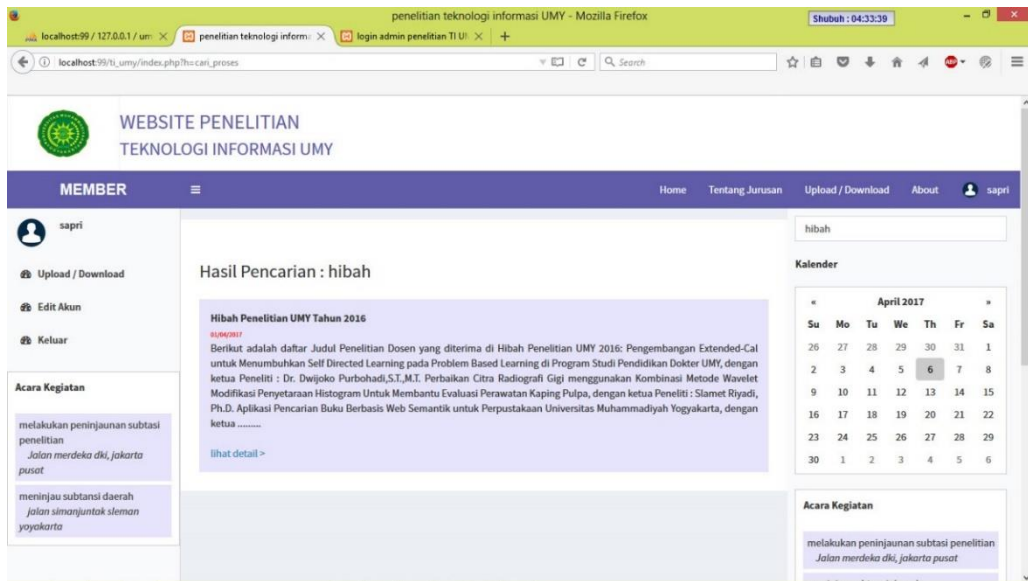 penelitian teknologi informasi UMY - Mozilla Firefox
Shubuh : 04:33:39
localhost:99 / 127.0.0.1 / um
penelitian teknologi informa
login admin penelitian TI U
localhost:99/ti_umy/index.php?h=cari_proses
Search
ABP
WEBSITE PENELITIAN
TEKNOLOGI INFORMASI UMY
MEMBER
Home Tentang Jurusan Upload / Download About sapri
sapri
Upload / Download
Edit Akun
Keluar
Acara Kegiatan
melakukan peninjaunan subtasi
penelitian
Jalan merdeka dki, jakarta
pusat
meninjau subtansi daerah
jalan simanjuntak sleman
yoyakarta
Hasil Pencarian : hibah
Hibah Penelitian UMY Tahun 2016
01/04/2017
Berikut adalah daftar Judul Penelitian Dosen yang diterima di Hibah Penelitian UMY 2016: Pengembangan Extended-Cal
untuk Menumbuhkan Self Directed Learning pada Problem Based Learning di Program Studi Pendidikan Dokter UMY, dengan
ketua Peneliti : Dr. Dwijoko Purbohadi,S.T.,M.T. Perbaikan Citra Radiografi Gigi menggunakan Kombinasi Metode Wavelet
Modifikasi Penyetaraan Histogram Untuk Membantu Evaluasi Perawatan Kaping Pulpa, dengan ketua Peneliti : Slamet Riyadi,
Ph.D. Aplikasi Pencarian Buku Berbasis Web Semantik untuk Perpustakaan Universitas Muhammadiyah Yogyakarta, dengan
ketua .........
lihat detail >
hibah
Kalender
« April 2017 »
Su Mo Tu We Th Fr Sa
26 27 28 29 30 31 1
2 3 4 5 6 7 8
9 10 11 12 13 14 15
16 17 18 19 20 21 22
23 24 25 26 27 28 29
30 1 2 3 4 5 6
Acara Kegiatan
melakukan peninjaunan subtasi penelitian
Jalan merdeka dki, jakarta pusat